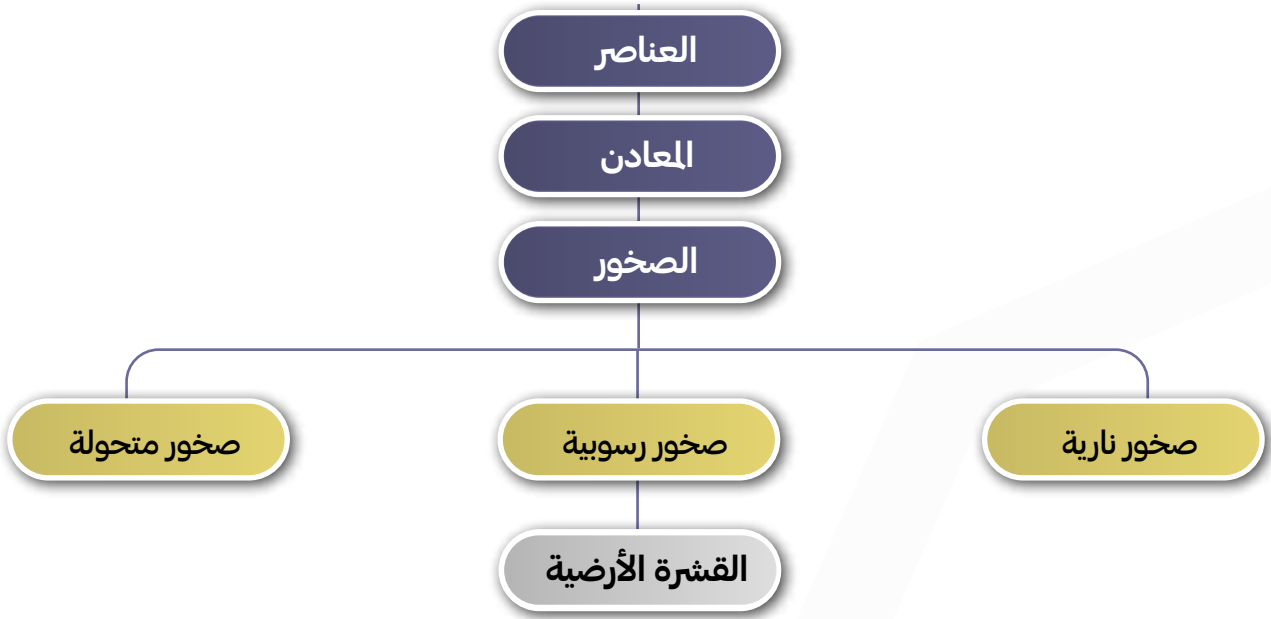 العناصر
المعادن
الصخور
صخور نارية
صخور رسوبية
صخور متحولة
القشرة الأرضية